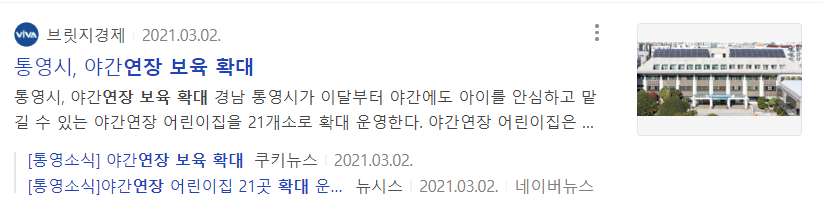 VIVA 브릿지경제 2021.03.02.
통영시, 야간연장 보육 확대
통영시, 야간연장 보육 확대 경남 통영시가 이달부터 야간에도 아이를 안심하고 맡
길 수 있는 야간연장 어린이집을 21개소로 확대 운영한다. 야간연장 어린이집은 ...
[통영소식] 야간연장 보육 확대 쿠키뉴스 2021.03.02.
[통영소식]야간연장 어린이집 21곳 확대 운... 뉴시스 2021.03.02. 네이버뉴스